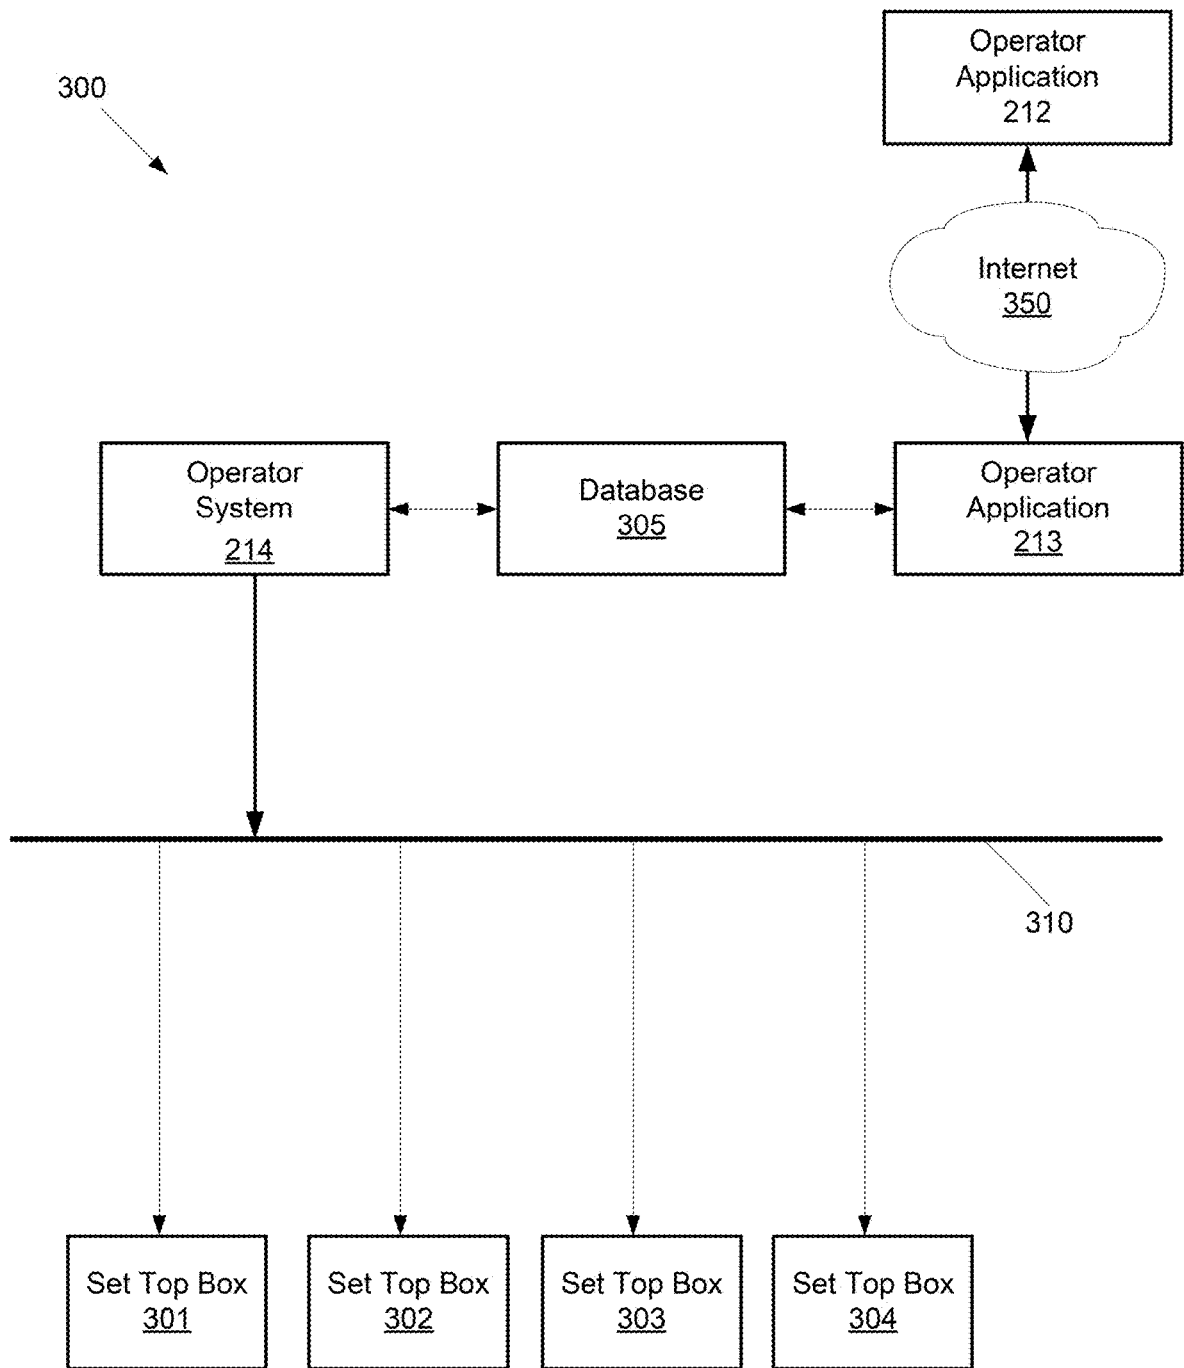 Operator
Application
212
300
Internet
350
Operator
System
214
Database
305
Operator
Application
213
310
Set Top Box
301
Set Top Box
302
Set Top Box
303
Set Top Box
304